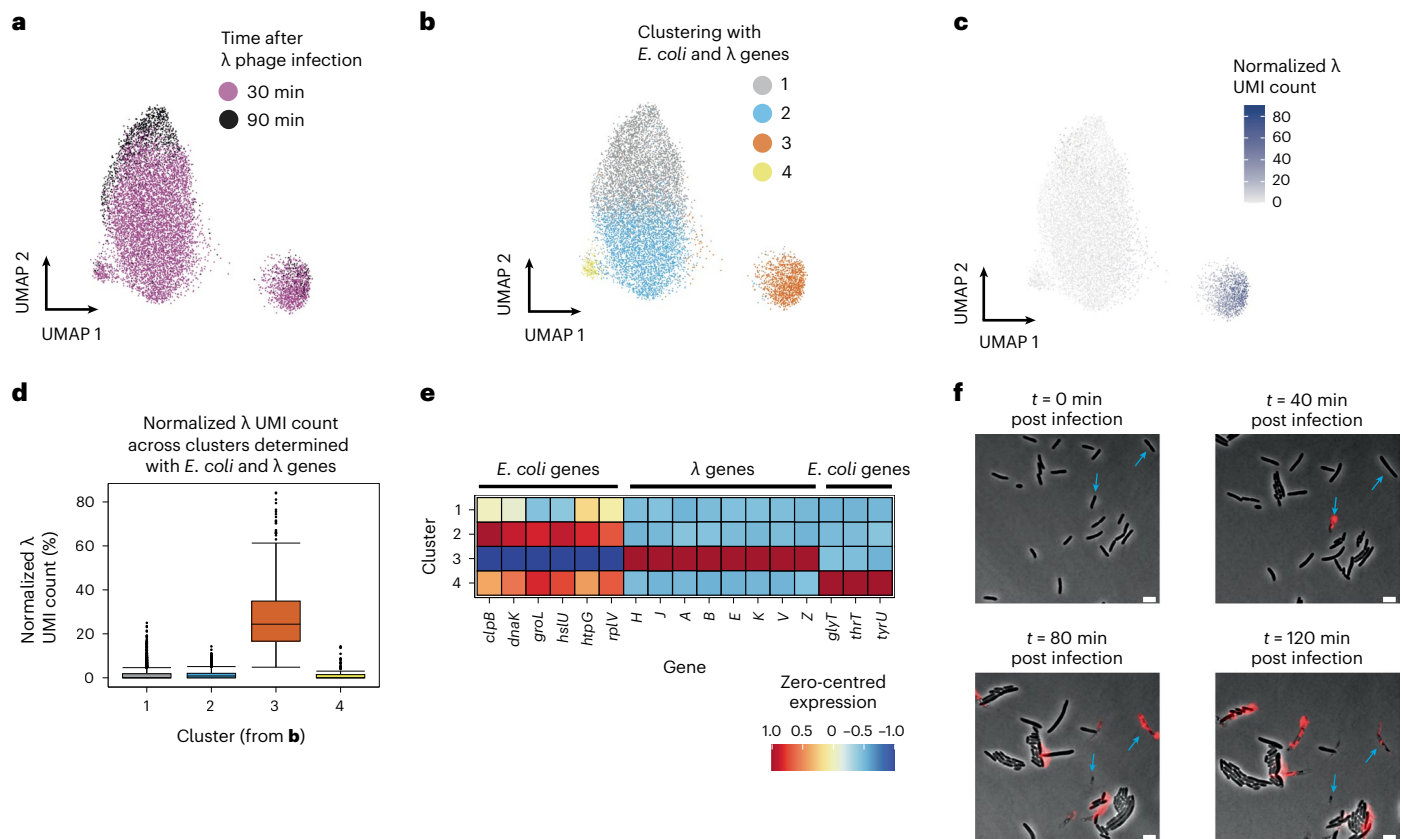 a
Time after
λ phage infection
30 min
90 min
UMAP 2
UMAP 1
b
Clustering with
E. coli and λ genes
1
2
3
4
UMAP 2
UMAP 1
c
Normalized λ
UMI count
80
60
40
20
0
UMAP 2
UMAP 1
d
Normalized λ UMI count
across clusters determined
with E. coli and λ genes
Normalized λ
UMI count (%)
80
60
40
20
0
1 2 3 4
Cluster (from b)
e
E. coli genes λ genes E. coli genes
Cluster
1
2
3
4
clpB dnaK groL hslU htpG rplV H J A B E K V Z glyT thrT tyrU
Gene
Zero-centred
expression
1.0 0.5 0 –0.5 –1.0
f
t = 0 min
post infection
t = 40 min
post infection
t = 80 min
post infection
t = 120 min
post infection